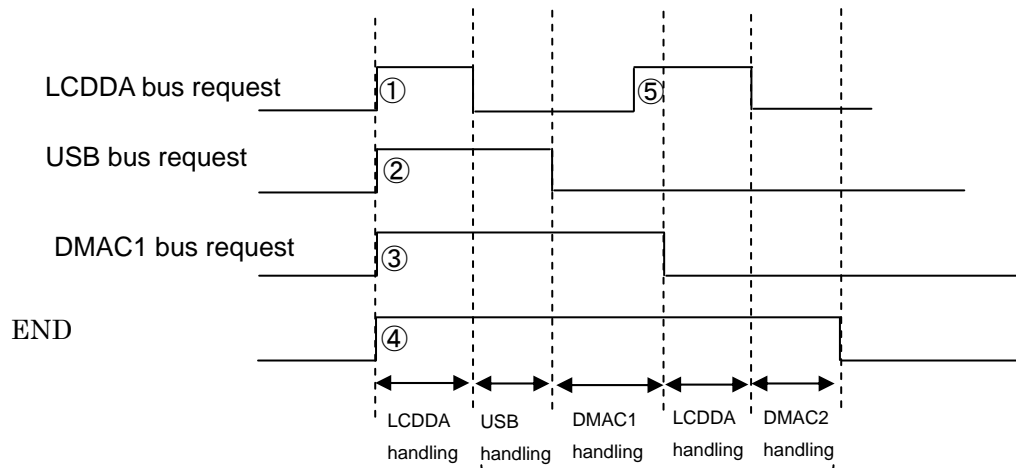 LCDDA bus request
① ⑤
USB bus request
②
DMAC1 bus request
③
END
④
LCDDA USB DMAC1 LCDDA DMAC2
handling handling handling handling handling